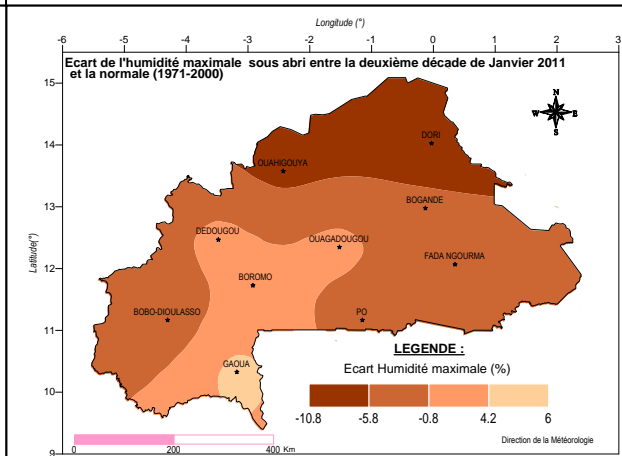 Longitude (°)
-6 -5 -4 -3 -2 -1 0 1 2 3
Ecart de l'humidité maximale sous abri entre la deuxième décade de Janvier 2011
et la normale (1971-2000)
15
N
W E
S
14
DORI
OUAHIGOUYA
13
BOGANDE
DEDOUGOU
OUAGADOUGOU
Latitude(°)
FADA NGOURMA
12
BOROMO
BOBO-DIOULASSO
PO
11
LEGENDE :
GAOUA
Ecart Humidité maximale (%)
10
-10.8 -5.8 -0.8 4.2 6
Direction de la Météorologie
0 200 400 Km
9